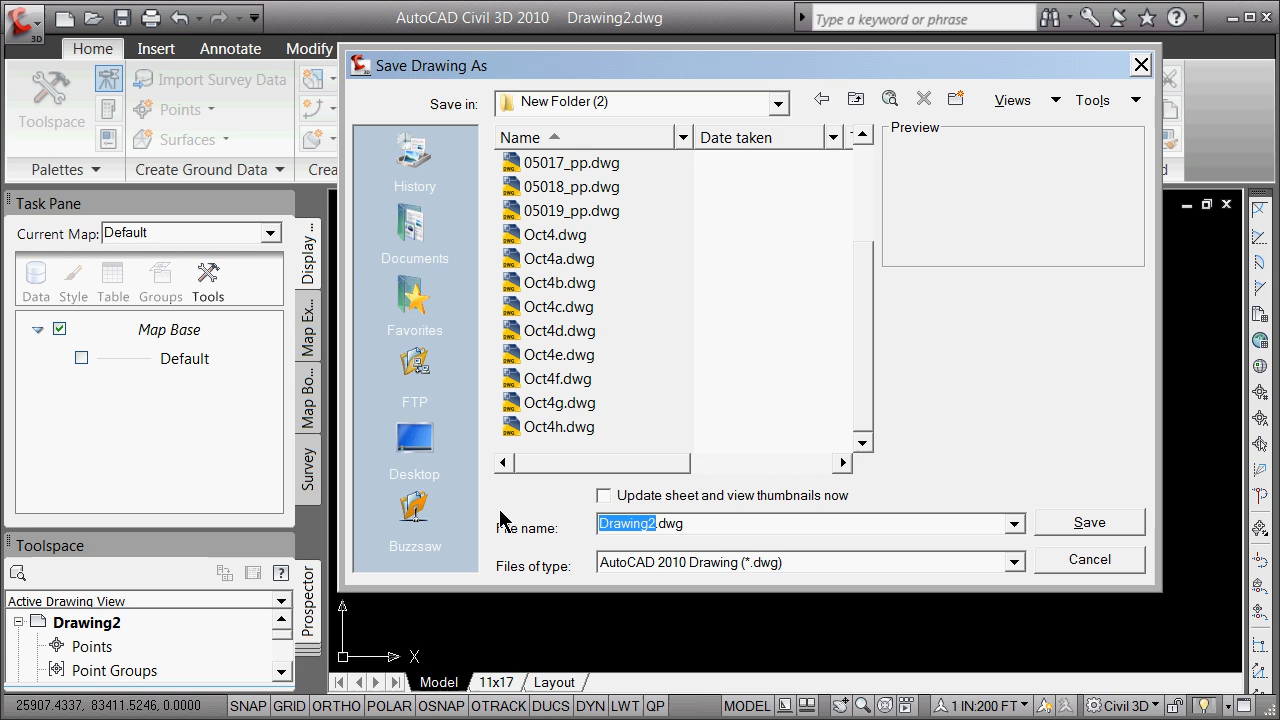 AutoCAD Civil 3D 2010 Drawing2.dwg
Type a keyword or phrase
3D
Home Insert Annotate Modify
Import Survey Data
Points
Surfaces
Toolspace
Palettes
Create Ground Data
Save Drawing As
Save in:
New Folder (2)
Views
Tools
Name
Date taken
Preview
05017_pp.dwg
05018_pp.dwg
05019_pp.dwg
Oct4.dwg
Oct4a.dwg
Oct4b.dwg
Oct4c.dwg
Oct4d.dwg
Oct4e.dwg
Oct4f.dwg
Oct4g.dwg
Oct4h.dwg
History
Documents
Favorites
FTP
Desktop
Buzzsaw
Update sheet and view thumbnails now
File name:
Drawing2.dwg
Save
Files of type:
AutoCAD 2010 Drawing (*.dwg)
Cancel
Task Pane
Current Map: Default
Data Style Table Groups Tools
Map Base
Default
Display ...
Map Ex...
Map Bo...
Survey
Toolspace
Active Drawing View
Drawing2
Points
Point Groups
Prospector
X
Model 11x17 Layout
25907.4337, 83411.5246, 0.0000
SNAP GRID ORTHO POLAR OSNAP OTRACK DUCS DYN LWT QP
MODEL
1 IN:200 FT
Civil 3D